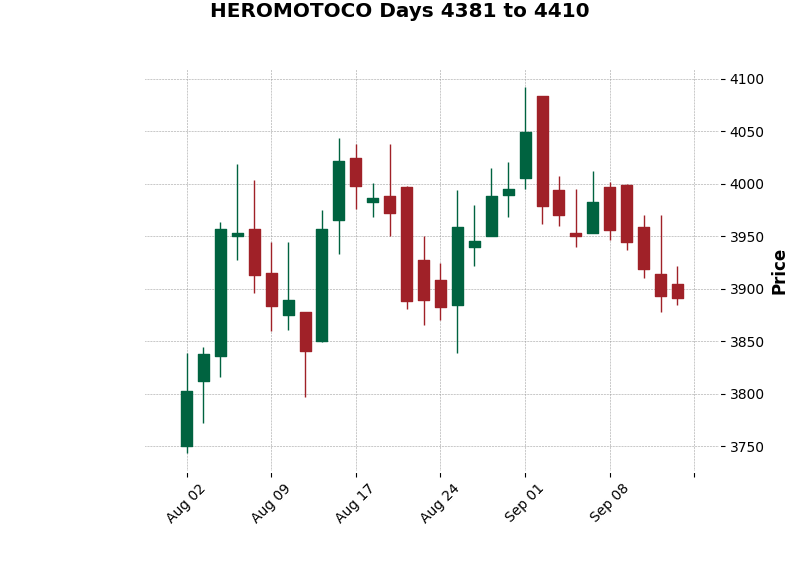 HEROMOTOCO Days 4381 to 4410
4100
4050
4000
3950
3900
3850
3800
3750
Price
Aug 02
Aug 09
Aug 17
Aug 24
Sep 01
Sep 08